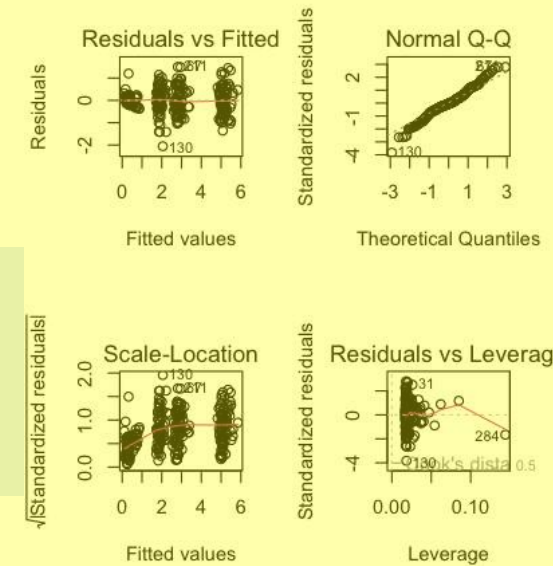 Residuals vs Fitted
Residuals
0
-2
130
0 2 4 6
Fitted values
Normal Q-Q
Standardized residuals
2
-1
-4
130
-3 -1 1 3
Theoretical Quantiles
Scale-Location
√|Standardized residuals|
2.0
1.0
0.0
130
0 2 4 6
Fitted values
Residuals vs Leverag
Standardized residuals
0
-4
31
284
130
Cook's dista 0.5
0.00 0.10
Leverage